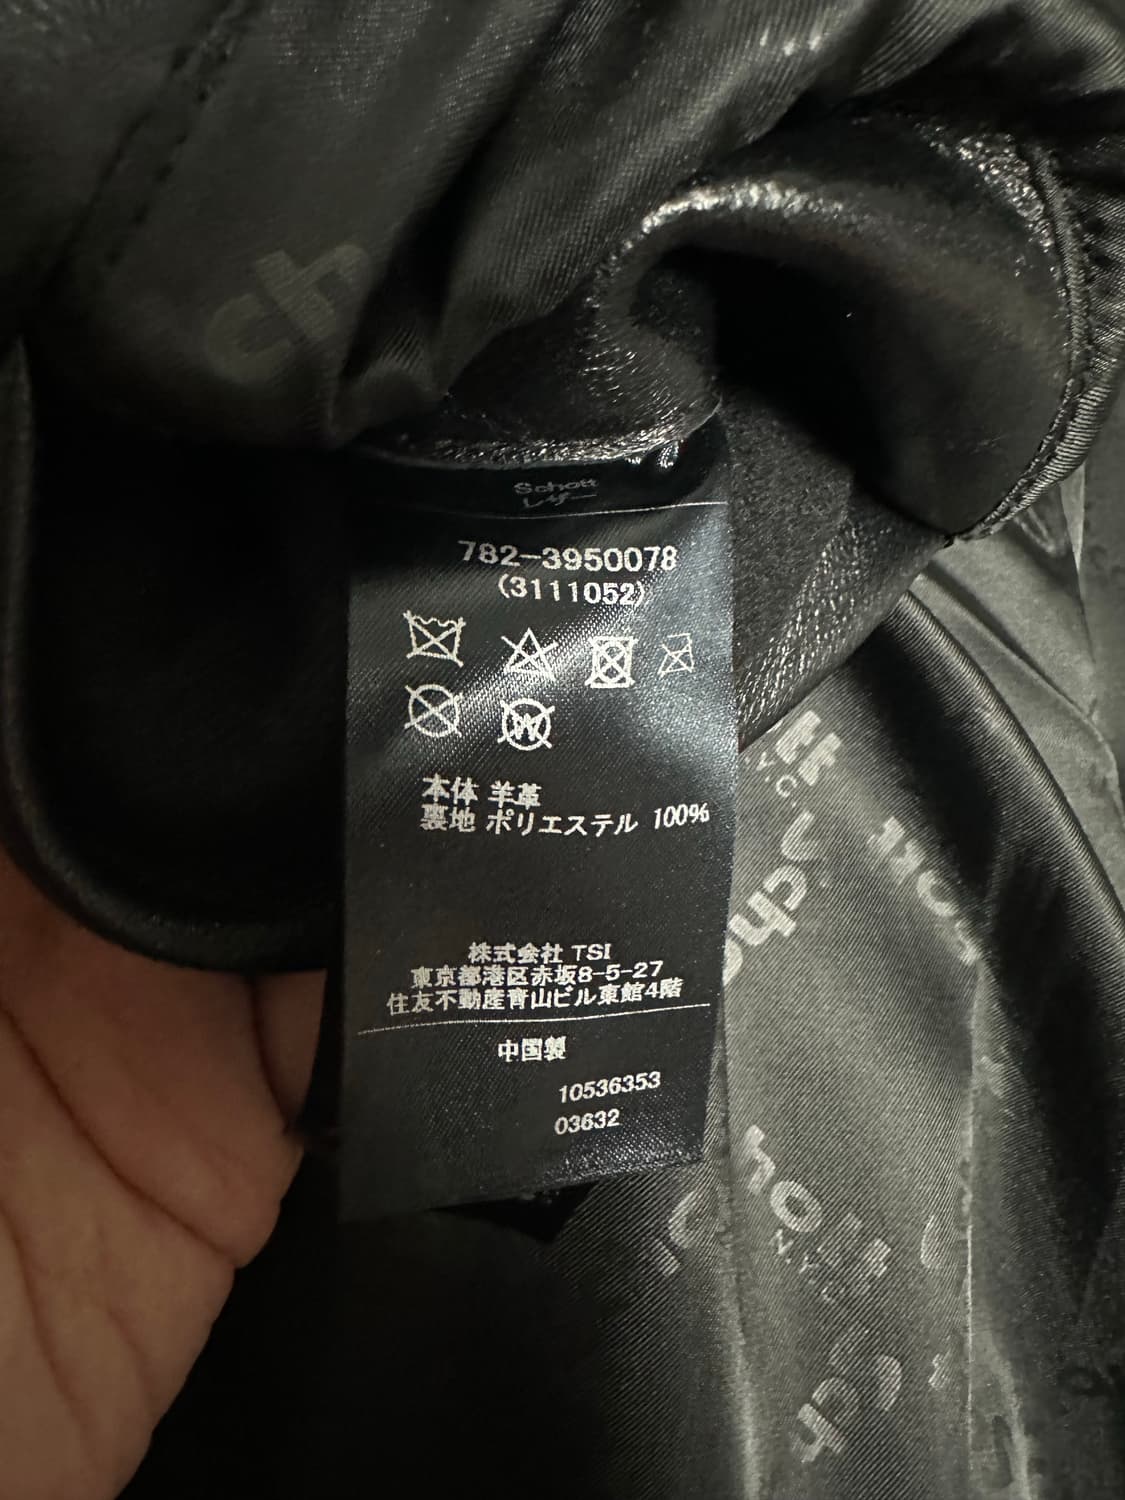 Schott
レザー
782-3950078
(3111052)
W
本体 羊革
裏地 ポリエステル 100%
株式会社 TSI
東京都港区赤坂8-5-27
住友不動産青山ビル東館4階
中国製
10536353
03632